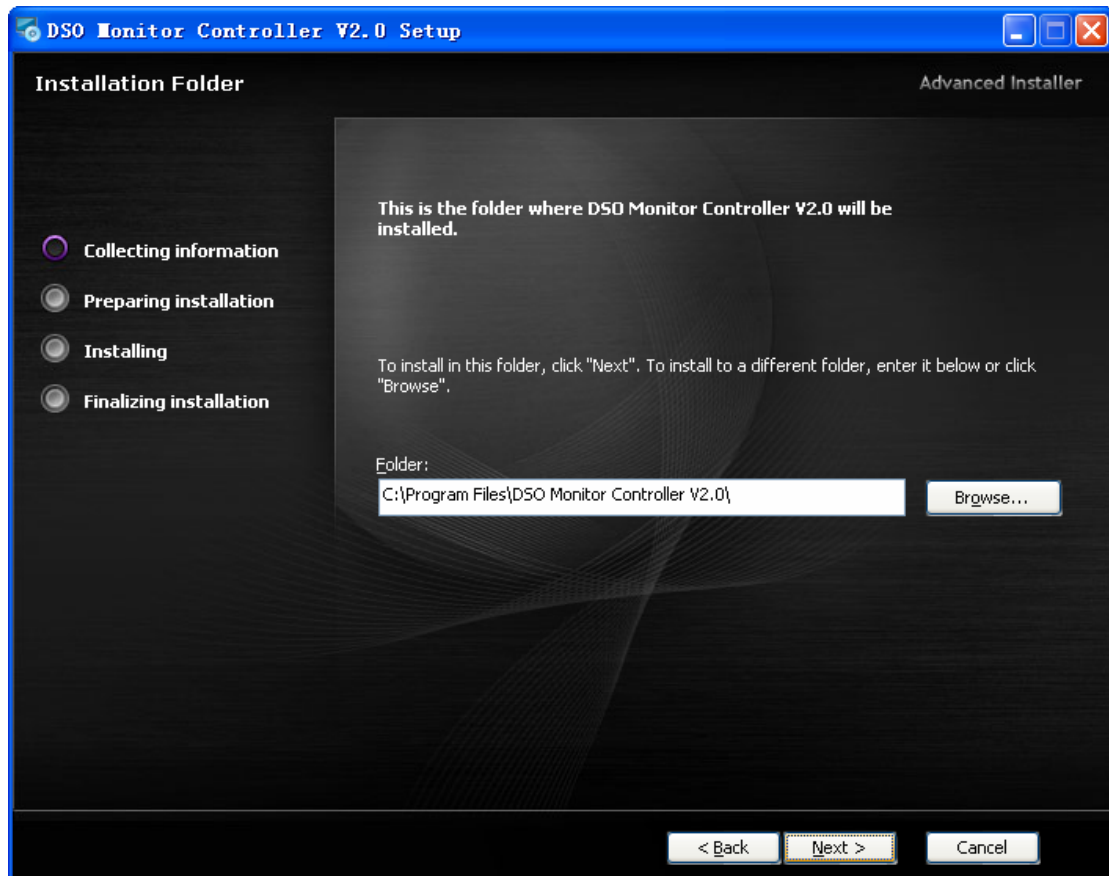 DSO Monitor Controller V2.0 Setup
Installation Folder
Advanced Installer
Collecting information
Preparing installation
Installing
Finalizing installation
This is the folder where DSO Monitor Controller V2.0 will be
installed.
To install in this folder, click "Next". To install to a different folder, enter it below or click
"Browse".
Folder:
C:\Program Files\DSO Monitor Controller V2.0\
Browse...
< Back
Next >
Cancel